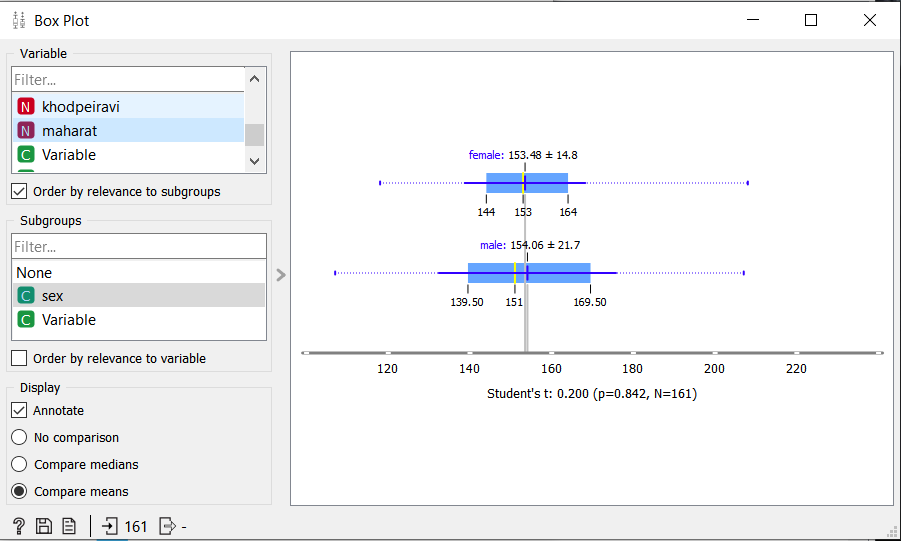 Box Plot
Variable
Filter...
N khodpeiravi
N maharat
C Variable
Order by relevance to subgroups
Subgroups
Filter...
None
C sex
C Variable
Order by relevance to variable
Display
Annotate
No comparison
Compare medians
Compare means
? 161 -
female: 153.48 ± 14.8
144 153 164
male: 154.06 ± 21.7
139.50 151 169.50
120 140 160 180 200 220
Student's t: 0.200 (p=0.842, N=161)